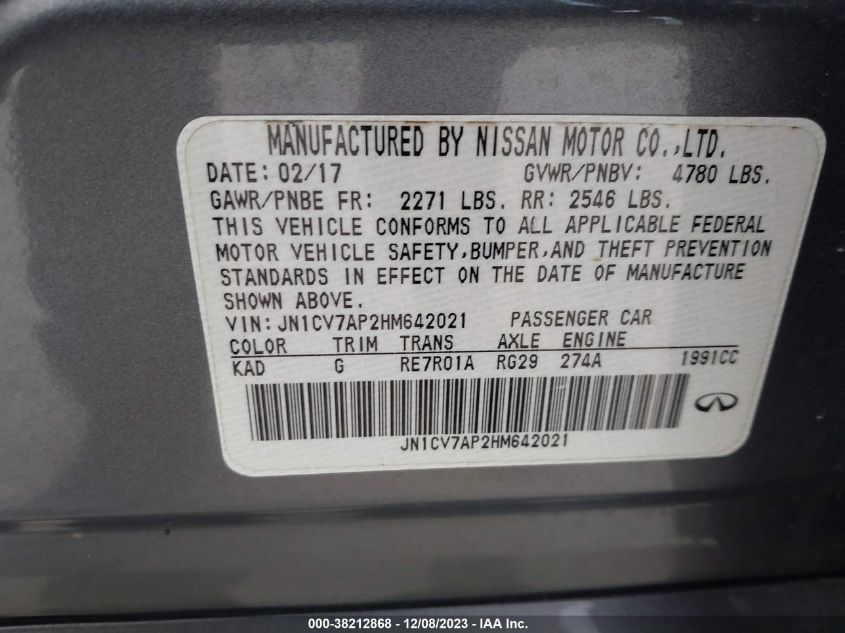 MANUFACTURED BY NISSAN MOTOR CO.,LTD.
DATE: 02/17 GVWR/PNBV: 4780 LBS.
GAWR/PNBE FR: 2271 LBS. RR: 2546 LBS.
THIS VEHICLE CONFORMS TO ALL APPLICABLE FEDERAL
MOTOR VEHICLE SAFETY,BUMPER,AND THEFT PREVENTION
STANDARDS IN EFFECT ON THE DATE OF MANUFACTURE
SHOWN ABOVE.
VIN:JN1CV7AP2HM642021 PASSENGER CAR
COLOR TRIM TRANS AXLE ENGINE
KAD G RE7R01A RG29 274A 1991CC
JN1CV7AP2HM642021
000-38212868 - 12/08/2023 - IAA Inc.